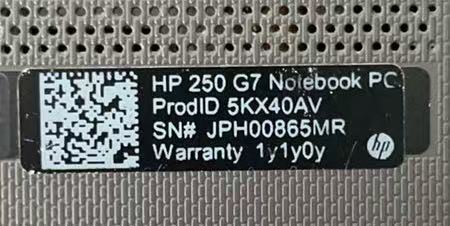 HP 250 G7 Notebook PC
ProdID 5KX40AV
SN# JPH00865MR
Warranty 1y1y0y
hp